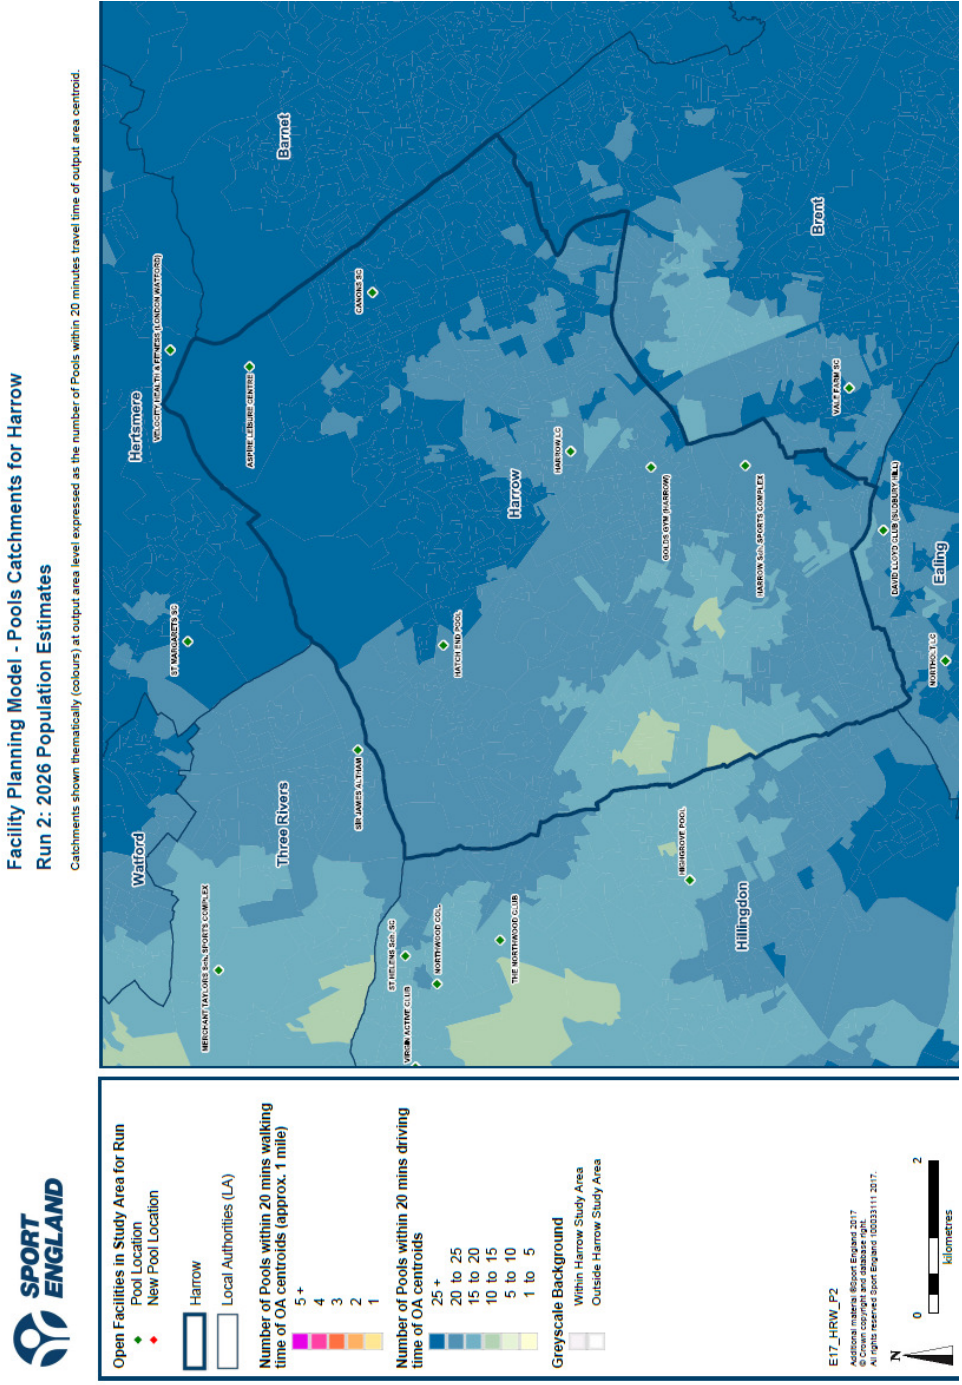 Facility Planning Model - Pools Catchments for Harrow
Run 2: 2026 Population Estimates
Catchments shown thematically (colours) at output area level expressed as the number of Pools within 20 minutes travel time of output area centroid.
SPORT
ENGLAND
Open Facilities in Study Area for Run
Pool Location
New Pool Location
Harrow
Local Authorities (LA)
Number of Pools within 20 mins walking
time of OA centroids (approx. 1 mile)
5 +
4
3
2
1
Number of Pools within 20 mins driving
time of OA centroids
25 +
20 to 25
15 to 20
10 to 15
5 to 10
1 to 5
Greyscale Background
Within Harrow Study Area
Outside Harrow Study Area
E17_HRW_P2
Additional material ©Sport England 2017
© Crown copyright and database right.
All rights reserved Sport England 100033111 2017.
N
0
2
kilometres
Watford
Hertsmere
Three Rivers
Barnet
Harrow
Hillingdon
Brent
Ealing
MERCHANT TAYLORS Sch. SPORTS COMPLEX
ST MARGARETS SC
VELOCITY HEALTH & FITNESS (LONDON WATFORD)
ASPIRE LEISURE CENTRE
CANONS SC
SIR JAMES ALTHAM
ST HELENS Sch. SC
VIRGIN ACTIVE CLUB
NORTHWOOD COLL
THE NORTHWOOD CLUB
HATCH END POOL
HARROW LC
GOLDS GYM (HARROW)
HARROW Sch. SPORTS COMPLEX
HIGHGROVE POOL
VALE FARM SC
DAVID LLOYD CLUB (SUDBURY HILL)
NORTHOLT LC